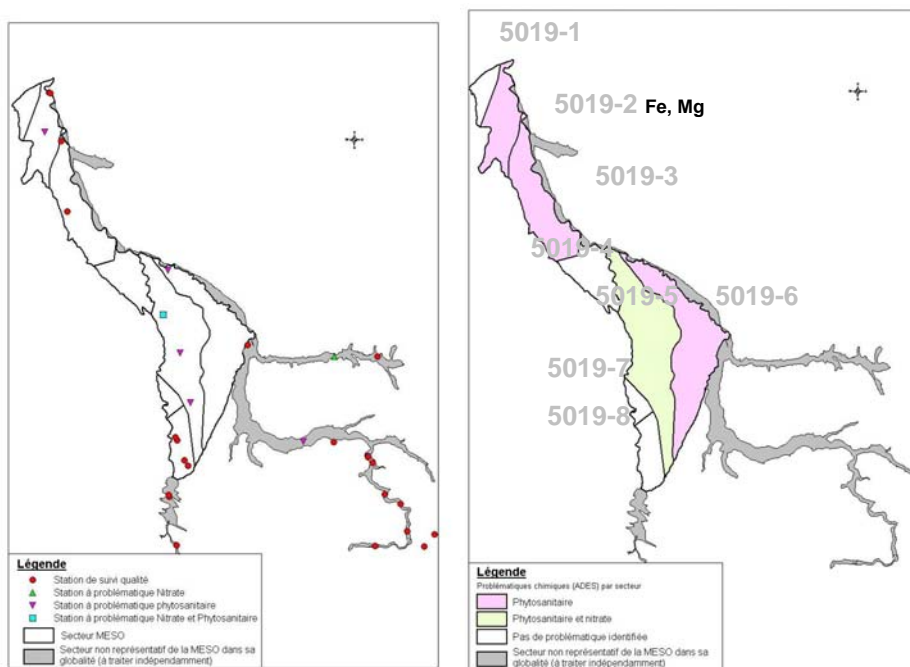 Légende
Station de suivi qualité
Station à problématique Nitrate
Station à problématique phytosanitaire
Station à problématique Nitrate et Phytosanitaire
Secteur MESO
Secteur non représentatif de la MESO dans sa
globalité (à traiter indépendamment)
5019-1
5019-2 Fe, Mg
5019-3
5019-4
5019-5
5019-6
5019-7
5019-8
Légende
Problématiques chimiques (ADES) par secteur
Phytosanitaire
Phytosanitaire et nitrate
Pas de problématique identifiée
Secteur non représentatif de la MESO dans sa
globalité (à traiter indépendamment)